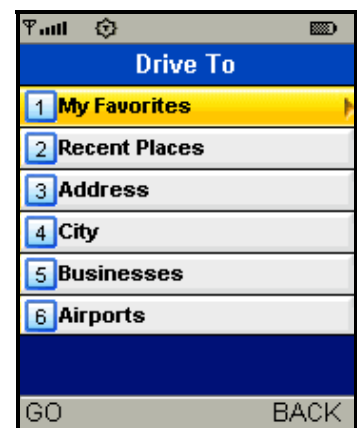 Drive To
1 My Favorites
2 Recent Places
3 Address
4 City
5 Businesses
6 Airports
GO BACK